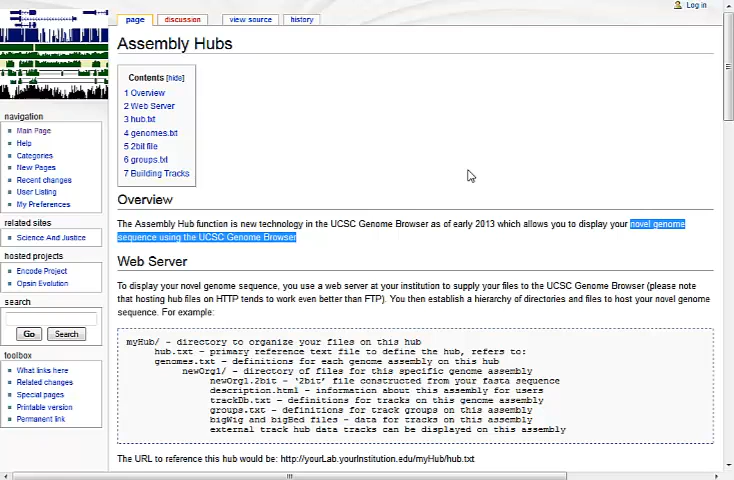 Log in
page
discussion
view source
history
Assembly Hubs
Contents [hide]
1 Overview
2 Web Server
3 hub.txt
4 genomes.txt
5 2bit file
6 groups.txt
7 Building Tracks
navigation
Main Page
Help
Categories
New Pages
Recent changes
User Listing
My Preferences
related sites
Science And Justice
hosted projects
Encode Project
Opsin Evolution
search
Go
Search
toolbox
What links here
Related changes
Special pages
Printable version
Permanent link
Overview
The Assembly Hub function is new technology in the UCSC Genome Browser as of early 2013 which allows you to display your novel genome
sequence using the UCSC Genome Browser
Web Server
To display your novel genome sequence, you use a web server at your institution to supply your files to the UCSC Genome Browser (please note
that hosting hub files on HTTP tends to work even better than FTP). You then establish a hierarchy of directories and files to host your novel genome
sequence. For example:
myHub/ - directory to organize your files on this hub
hub.txt - primary reference text file to define the hub, refers to:
genomes.txt - definitions for each genome assembly on this hub
newOrg1/ - directory of files for this specific genome assembly
newOrg1.2bit - '2bit' file constructed from your fasta sequence
description.html - information about this assembly for users
trackDb.txt - definitions for tracks on this genome assembly
groups.txt - definitions for track groups on this assembly
bigWig and bigBed files - data for tracks on this assembly
external track hub data tracks can be displayed on this assembly
The URL to reference this hub would be: http://yourLab.yourInstitution.edu/myHub/hub.txt